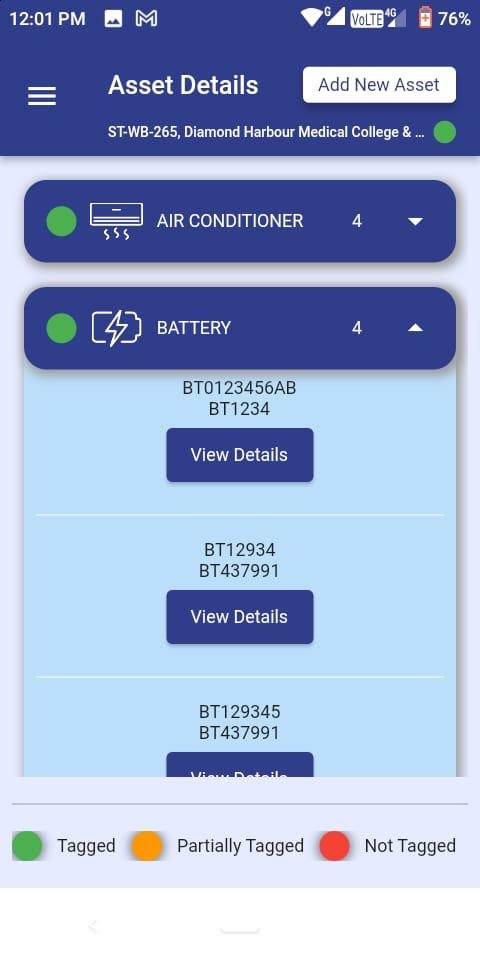 12:01 PM G VoLTE 4G 76%
Asset Details
Add New Asset
ST-WB-265, Diamond Harbour Medical College & ...
AIR CONDITIONER 4
BATTERY 4
BT0123456AB
BT1234
View Details
BT12934
BT437991
View Details
BT129345
BT437991
View Details
Tagged Partially Tagged Not Tagged